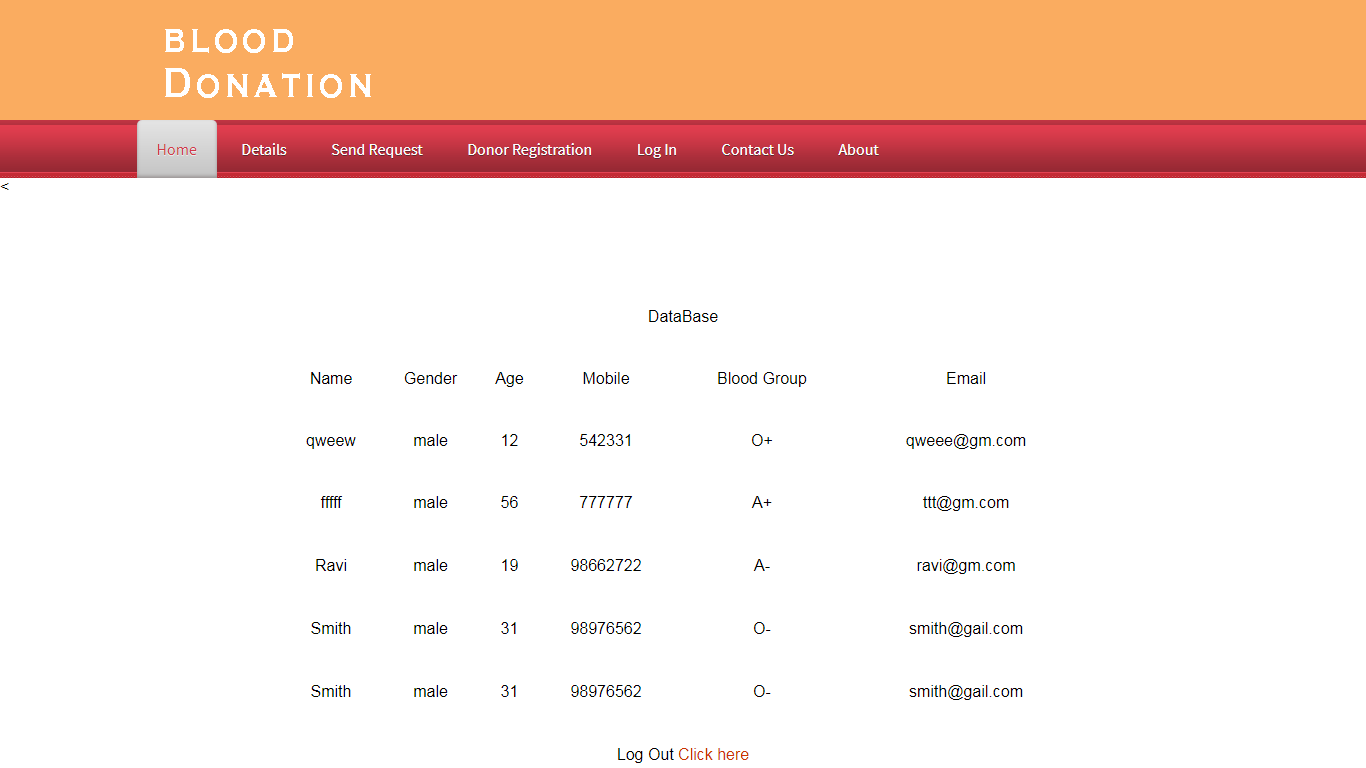 BLOOD
DONATION
Home Details Send Request Donor Registration Log In Contact Us About
<
DataBase
Name Gender Age Mobile Blood Group Email
qweew male 12 542331 O+ qweee@gm.com
fffff male 56 777777 A+ ttt@gm.com
Ravi male 19 98662722 A- ravi@gm.com
Smith male 31 98976562 O- smith@gail.com
Smith male 31 98976562 O- smith@gail.com
Log Out Click here